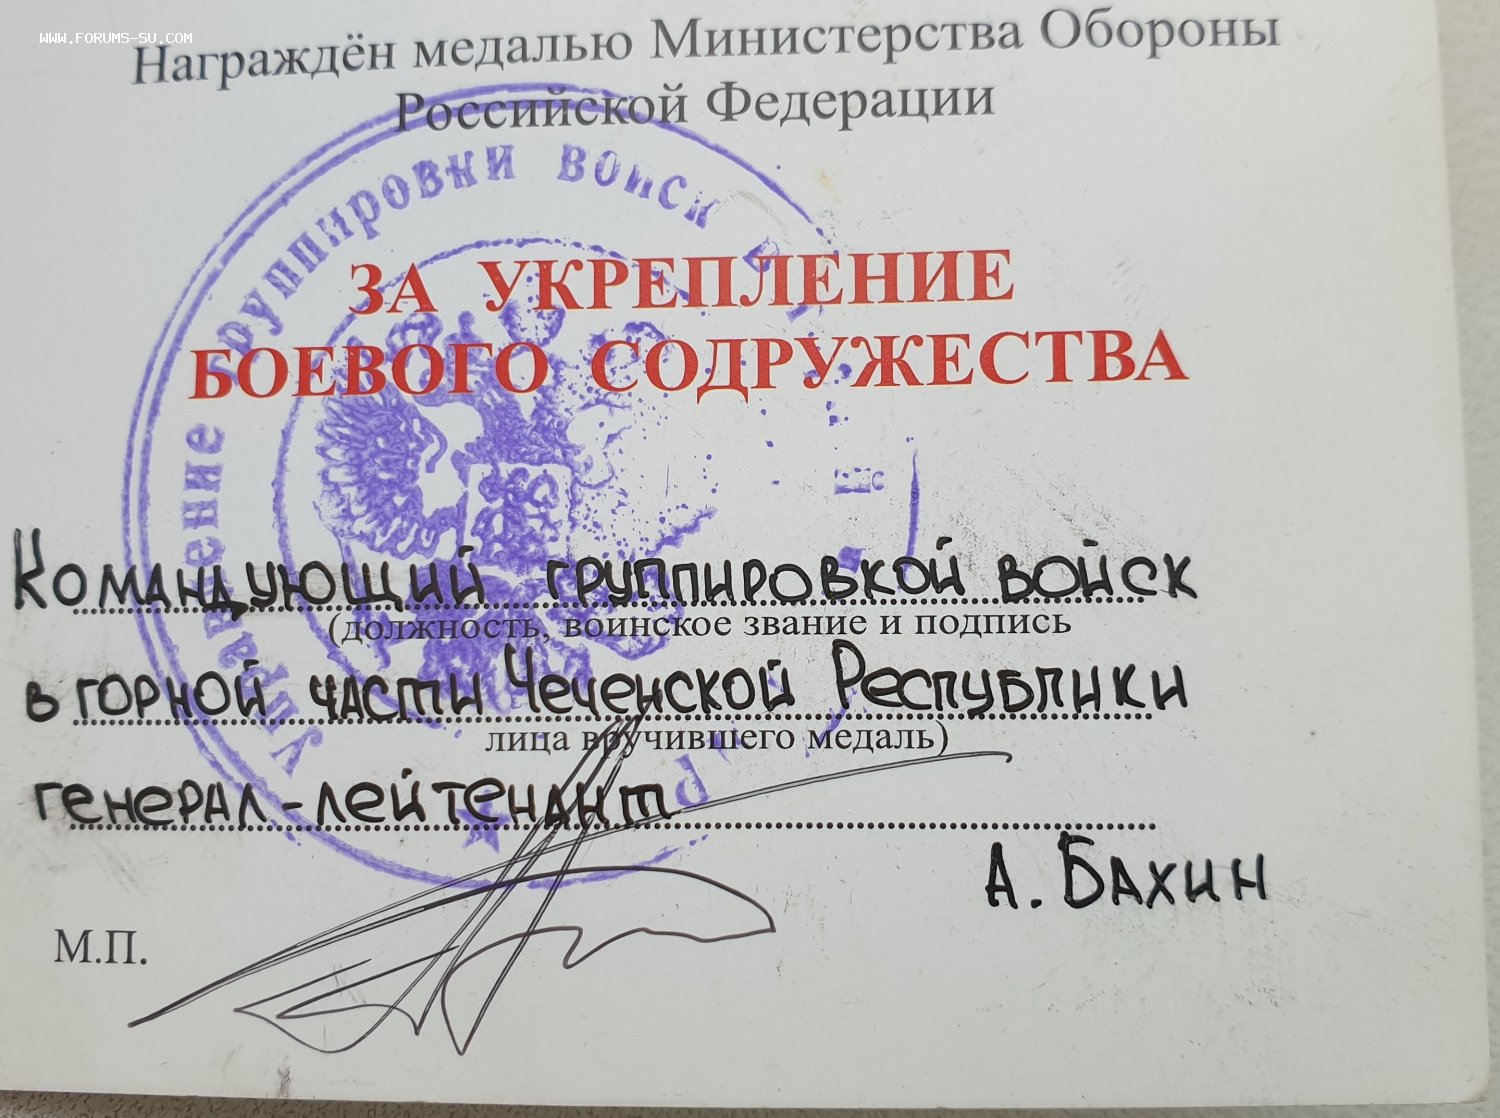 WWW.FORUMS-SU.COM
Награждён медалью Министерства Обороны
Российской Федерации
Управление группировки войск в
ЗА УКРЕПЛЕНИЕ
БОЕВОГО СОДРУЖЕСТВА
Командующий группировкой войск
(должность, воинское звание и подпись
в горной части Чеченской Республики
лица вручившего медаль)
генерал-лейтенант
А. Бахин
М.П.